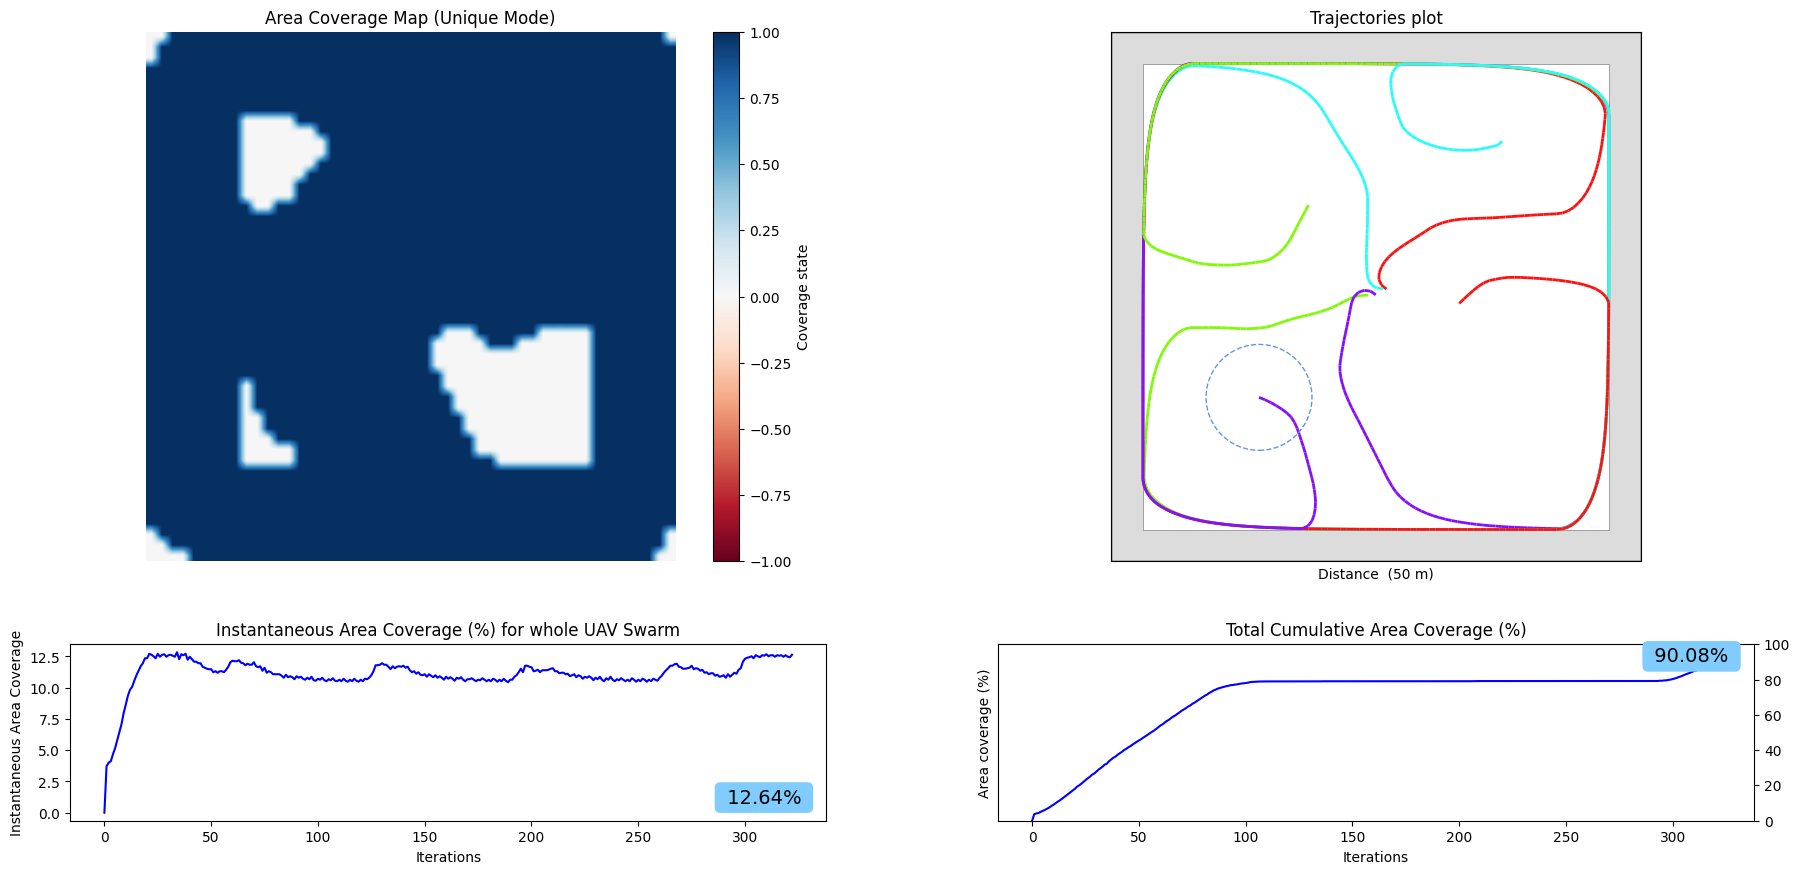 Area Coverage Map (Unique Mode)
1.00
0.75
0.50
0.25
0.00
−0.25
−0.50
−0.75
−1.00
Coverage state
Trajectories plot
Distance  (50 m)
Instantaneous Area Coverage (%) for whole UAV Swarm
Instantaneous Area Coverage
12.5
10.0
7.5
5.0
2.5
0.0
12.64%
0 50 100 150 200 250 300
Iterations
Total Cumulative Area Coverage (%)
Area coverage (%)
90.08%
100
80
60
40
20
0
0 50 100 150 200 250 300
Iterations